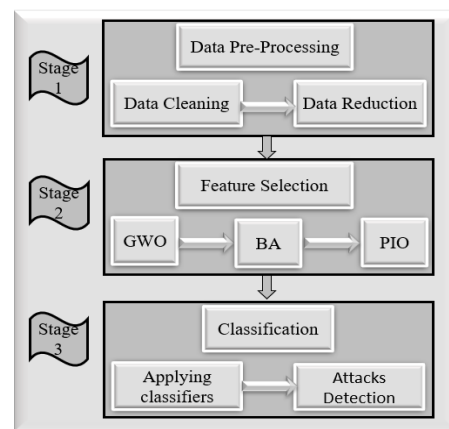 Stage
1
Data Pre-Processing
Data Cleaning
Data Reduction
Stage
2
Feature Selection
GWO
BA
PIO
Stage
3
Classification
Applying
classifiers
Attacks
Detection